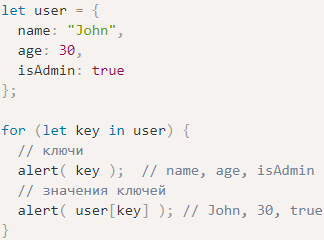 let user = {
  name: "John",
  age: 30,
  isAdmin: true
};

for (let key in user) {
  // ключи
  alert( key );  // name, age, isAdmin
  // значения ключей
  alert( user[key] ); // John, 30, true
}